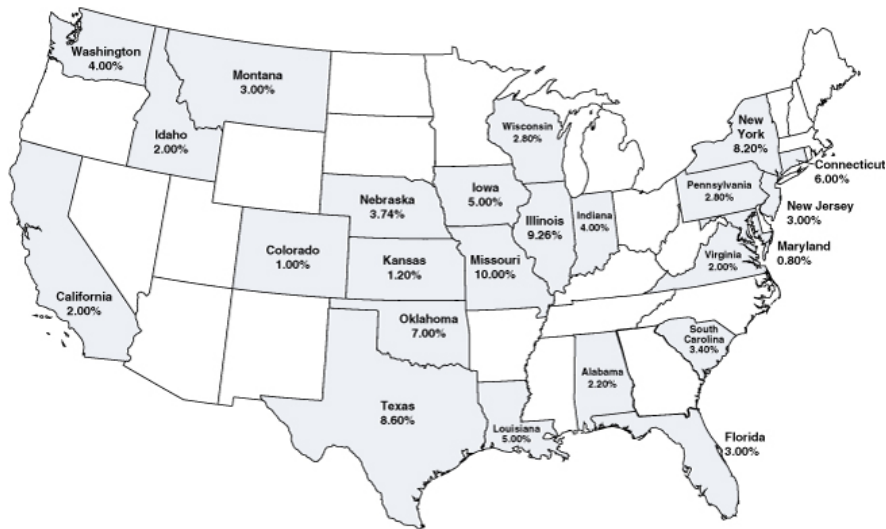 Washington
4.00%
Montana
3.00%
Idaho
2.00%
Wisconsin
2.80%
New
York
8.20%
Connecticut
6.00%
Pennsylvania
2.80%
New Jersey
3.00%
Maryland
0.80%
Nebraska
3.74%
Iowa
5.00%
Illinois
9.26%
Indiana
4.00%
Colorado
1.00%
Kansas
1.20%
Missouri
10.00%
Virginia
2.00%
California
2.00%
Oklahoma
7.00%
South
Carolina
3.40%
Alabama
2.20%
Texas
8.60%
Louisiana
5.00%
Florida
3.00%